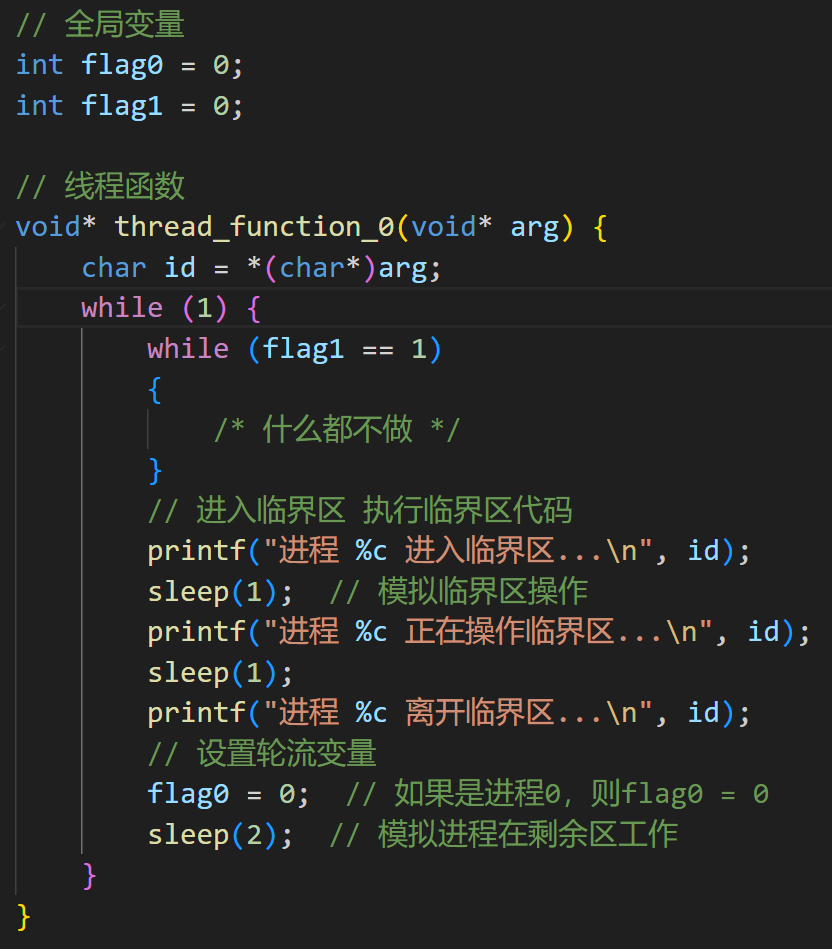 // 全局变量
int flag0 = 0;
int flag1 = 0;
// 线程函数
void* thread_function_0(void* arg) {
char id = *(char*)arg;
while (1) {
while (flag1 == 1)
{
/* 什么都不做 */
}
// 进入临界区 执行临界区代码
printf("进程 %c 进入临界区...\n", id);
sleep(1); // 模拟临界区操作
printf("进程 %c 正在操作临界区...\n", id);
sleep(1);
printf("进程 %c 离开临界区...\n", id);
// 设置轮流变量
flag0 = 0; // 如果是进程0，则flag0 = 0
sleep(2); // 模拟进程在剩余区工作
}
}